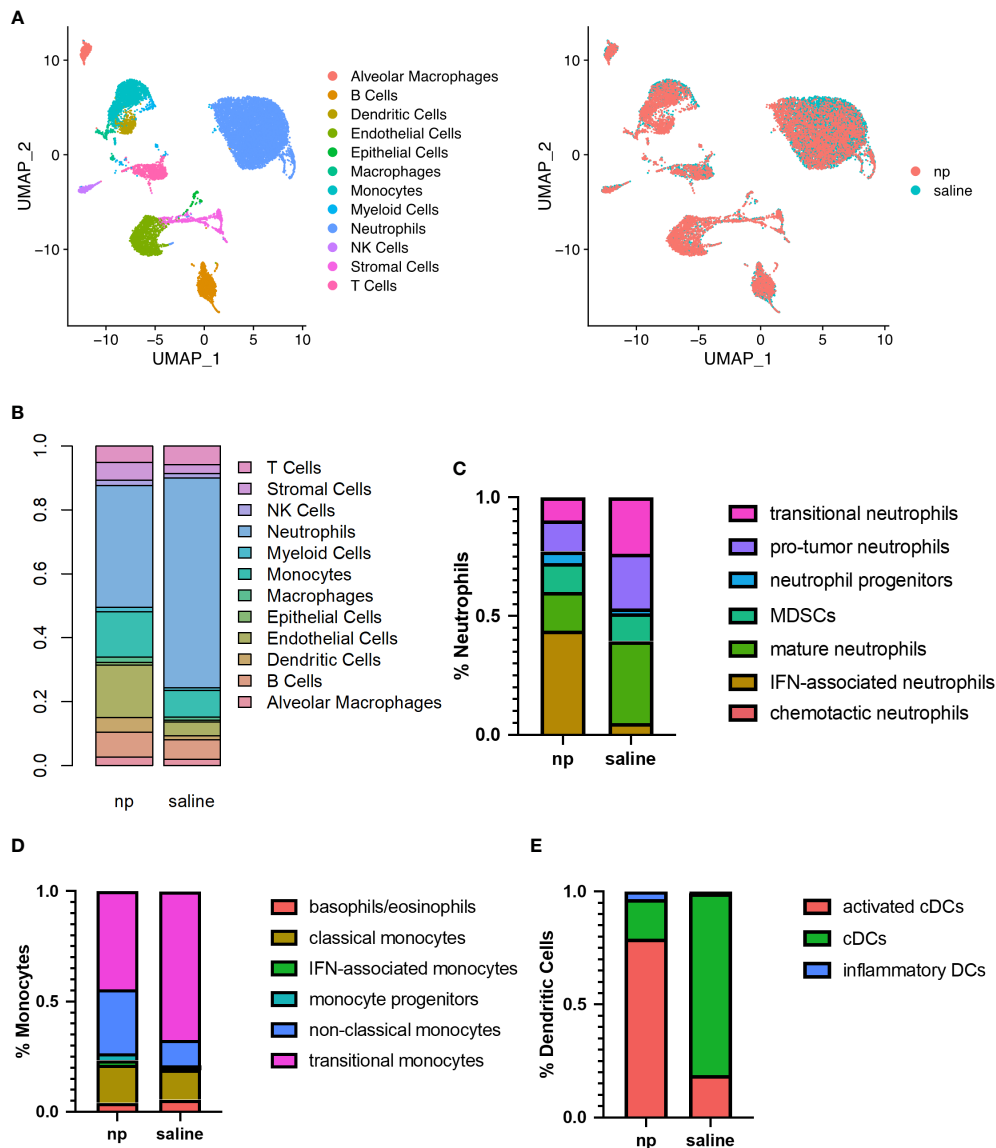 A
10
0
−10
−10
−5
0
5
10
UMAP_1
UMAP_2
Alveolar Macrophages
B Cells
Dendritic Cells
Endothelial Cells
Epithelial Cells
Macrophages
Monocytes
Myeloid Cells
Neutrophils
NK Cells
Stromal Cells
T Cells
10
0
−10
−10
−5
0
5
10
UMAP_1
UMAP_2
np
saline
B
1.0
0.8
0.6
0.4
0.2
0.0
np
saline
T Cells
Stromal Cells
NK Cells
Neutrophils
Myeloid Cells
Monocytes
Macrophages
Epithelial Cells
Endothelial Cells
Dendritic Cells
B Cells
Alveolar Macrophages
C
% Neutrophils
1.0
0.5
0.0
np
saline
transitional neutrophils
pro-tumor neutrophils
neutrophil progenitors
MDSCs
mature neutrophils
IFN-associated neutrophils
chemotactic neutrophils
D
% Monocytes
1.0
0.5
0.0
np
saline
basophils/eosinophils
classical monocytes
IFN-associated monocytes
monocyte progenitors
non-classical monocytes
transitional monocytes
E
% Dendritic Cells
1.0
0.5
0.0
np
saline
activated cDCs
cDCs
inflammatory DCs